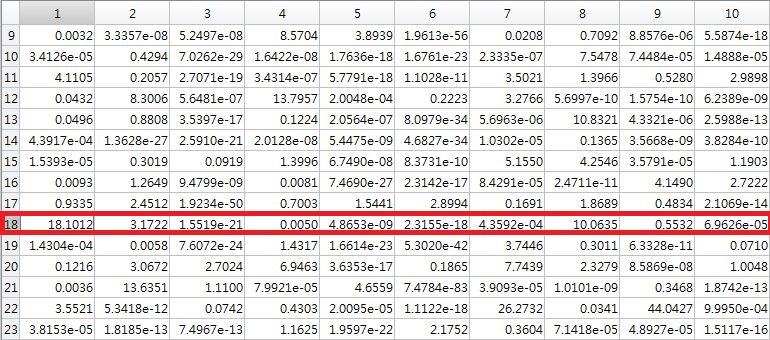 1 2 3 4 5 6 7 8 9 10
9 0.0032 3.3357e-08 5.2497e-08 8.5704 3.8939 1.9613e-56 0.0208 0.7092 8.8576e-06 5.5874e-18
10 3.4126e-05 0.4294 7.0262e-29 1.6422e-08 1.7636e-18 1.6761e-23 2.3335e-07 7.5478 7.4484e-05 1.4888e-05
11 4.1105 0.2057 2.7071e-19 3.4314e-07 5.7791e-18 1.1028e-11 3.5021 1.3966 0.5280 2.9898
12 0.0432 8.3006 5.6481e-07 13.7957 2.0048e-04 0.2223 3.2766 5.6997e-10 1.5754e-10 6.2389e-09
13 0.0496 0.8808 3.5397e-17 0.1224 2.0564e-07 8.0979e-34 5.6963e-06 10.8321 4.3321e-06 2.5988e-13
14 4.3917e-04 1.3628e-27 2.5910e-21 2.0128e-08 5.4475e-09 4.6827e-34 1.0302e-05 0.1365 3.5668e-09 3.8284e-10
15 1.5393e-05 0.3019 0.0919 1.3996 6.7490e-08 8.3731e-10 5.1550 4.2546 3.5791e-05 1.1903
16 0.0093 1.2649 9.4799e-09 0.0081 7.4690e-27 2.3142e-17 8.4291e-05 2.4711e-11 4.1490 2.7222
17 0.9335 2.4512 1.9234e-50 0.7003 1.5441 2.8994 0.1691 1.8689 0.4834 2.1069e-14
18 18.1012 3.1722 1.5519e-21 0.0050 4.8653e-09 2.3155e-18 4.3592e-04 10.0635 0.5532 6.9626e-05
19 1.4304e-04 0.0058 7.6072e-24 1.4317 1.6614e-23 5.3020e-42 3.7446 0.3011 6.3328e-11 0.0710
20 0.1216 3.0672 2.7024 6.9463 3.6353e-17 0.1865 7.7439 2.3279 8.5869e-08 1.0048
21 0.0036 13.6351 1.1100 7.9921e-05 4.6559 7.4784e-83 3.9093e-05 1.0101e-09 0.3468 1.8742e-13
22 3.5521 5.3418e-12 0.0742 0.4303 2.0095e-05 1.1122e-18 26.2732 0.0341 44.0427 9.9950e-04
23 3.8153e-05 1.8185e-13 7.4967e-13 1.1625 1.9597e-22 2.1752 0.3604 7.1418e-05 4.8927e-05 1.5117e-16